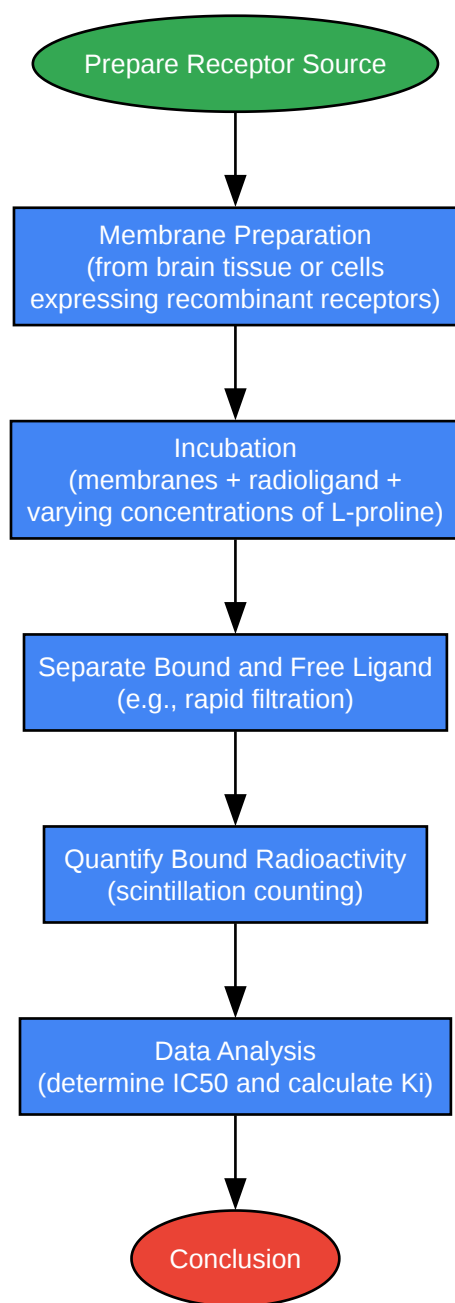 Prepare Receptor Source
Membrane Preparation
(from brain tissue or cells
expressing recombinant receptors)
Incubation
(membranes + radioligand +
varying concentrations of L-proline)
Separate Bound and Free Ligand
(e.g., rapid filtration)
Quantify Bound Radioactivity
(scintillation counting)
Data Analysis
(determine IC50 and calculate Ki)
Conclusion